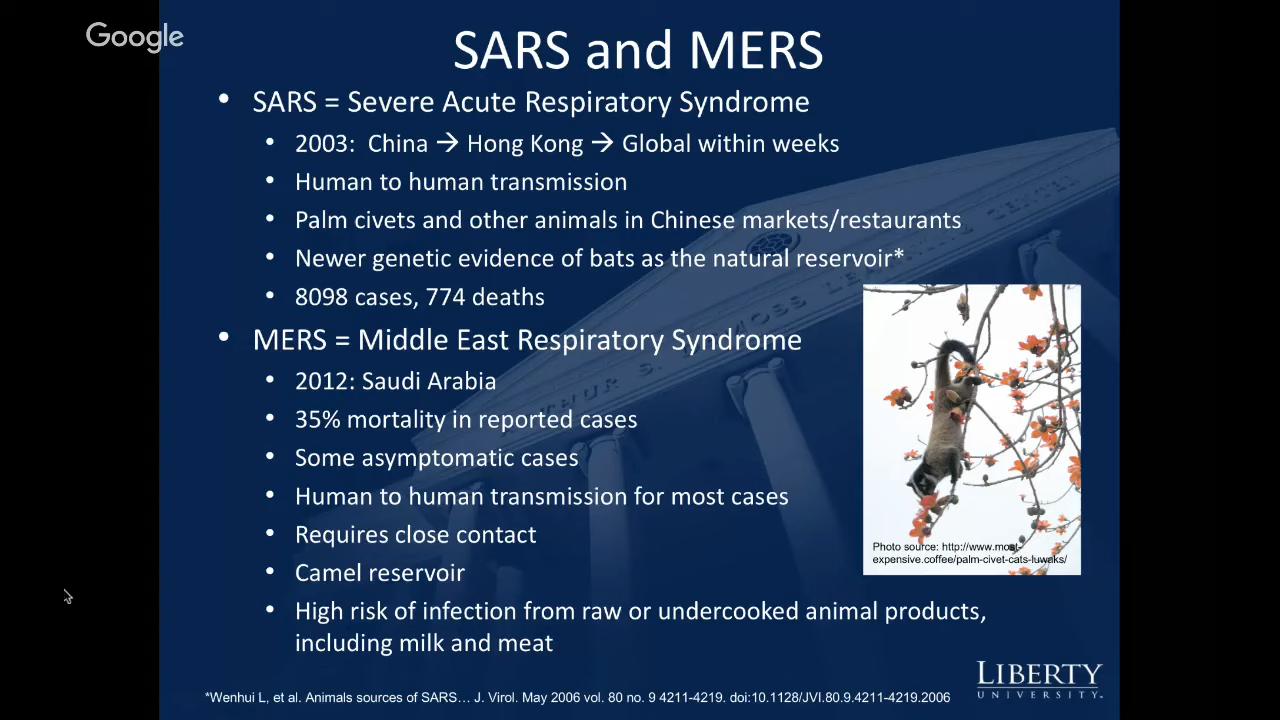 Google
SARS and MERS
• SARS = Severe Acute Respiratory Syndrome
• 2003:  China → Hong Kong → Global within weeks
• Human to human transmission
• Palm civets and other animals in Chinese markets/restaurants
• Newer genetic evidence of bats as the natural reservoir*
• 8098 cases, 774 deaths
• MERS = Middle East Respiratory Syndrome
• 2012: Saudi Arabia
• 35% mortality in reported cases
• Some asymptomatic cases
• Human to human transmission for most cases
• Requires close contact
• Camel reservoir
• High risk of infection from raw or undercooked animal products,
including milk and meat
Photo source: http://www.most-
expensive.coffee/palm-civet-cats-luwaks/
*Wenhui L, et al. Animals sources of SARS… J. Virol. May 2006 vol. 80 no. 9 4211-4219. doi:10.1128/JVI.80.9.4211-4219.2006
LIBERTY
UNIVERSITY.